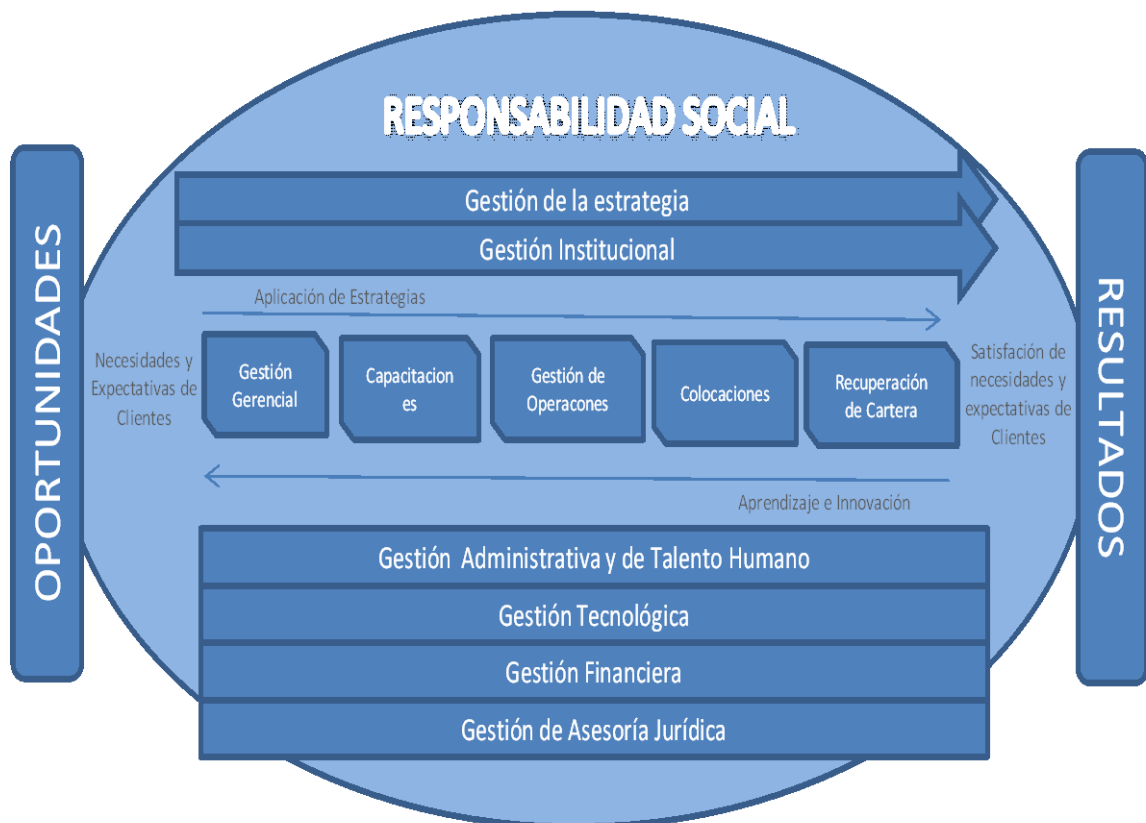 RESPONSABILIDAD SOCIAL
OPORTUNIDADES
Gestión de la estrategia
Gestión Institucional
Aplicación de Estrategias
Necesidades y
Expectativas de
Clientes
Gestión
Gerencial
Capacitacion
es
Gestión de
Operacones
Colocaciones
Recuperación
de Cartera
Satisfacción de
necesidades y
expectativas de
Clientes
Aprendizaje e Innovación
Gestión Administrativa y de Talento Humano
Gestión Tecnológica
Gestión Financiera
Gestión de Asesoría Jurídica
RESULTADOS